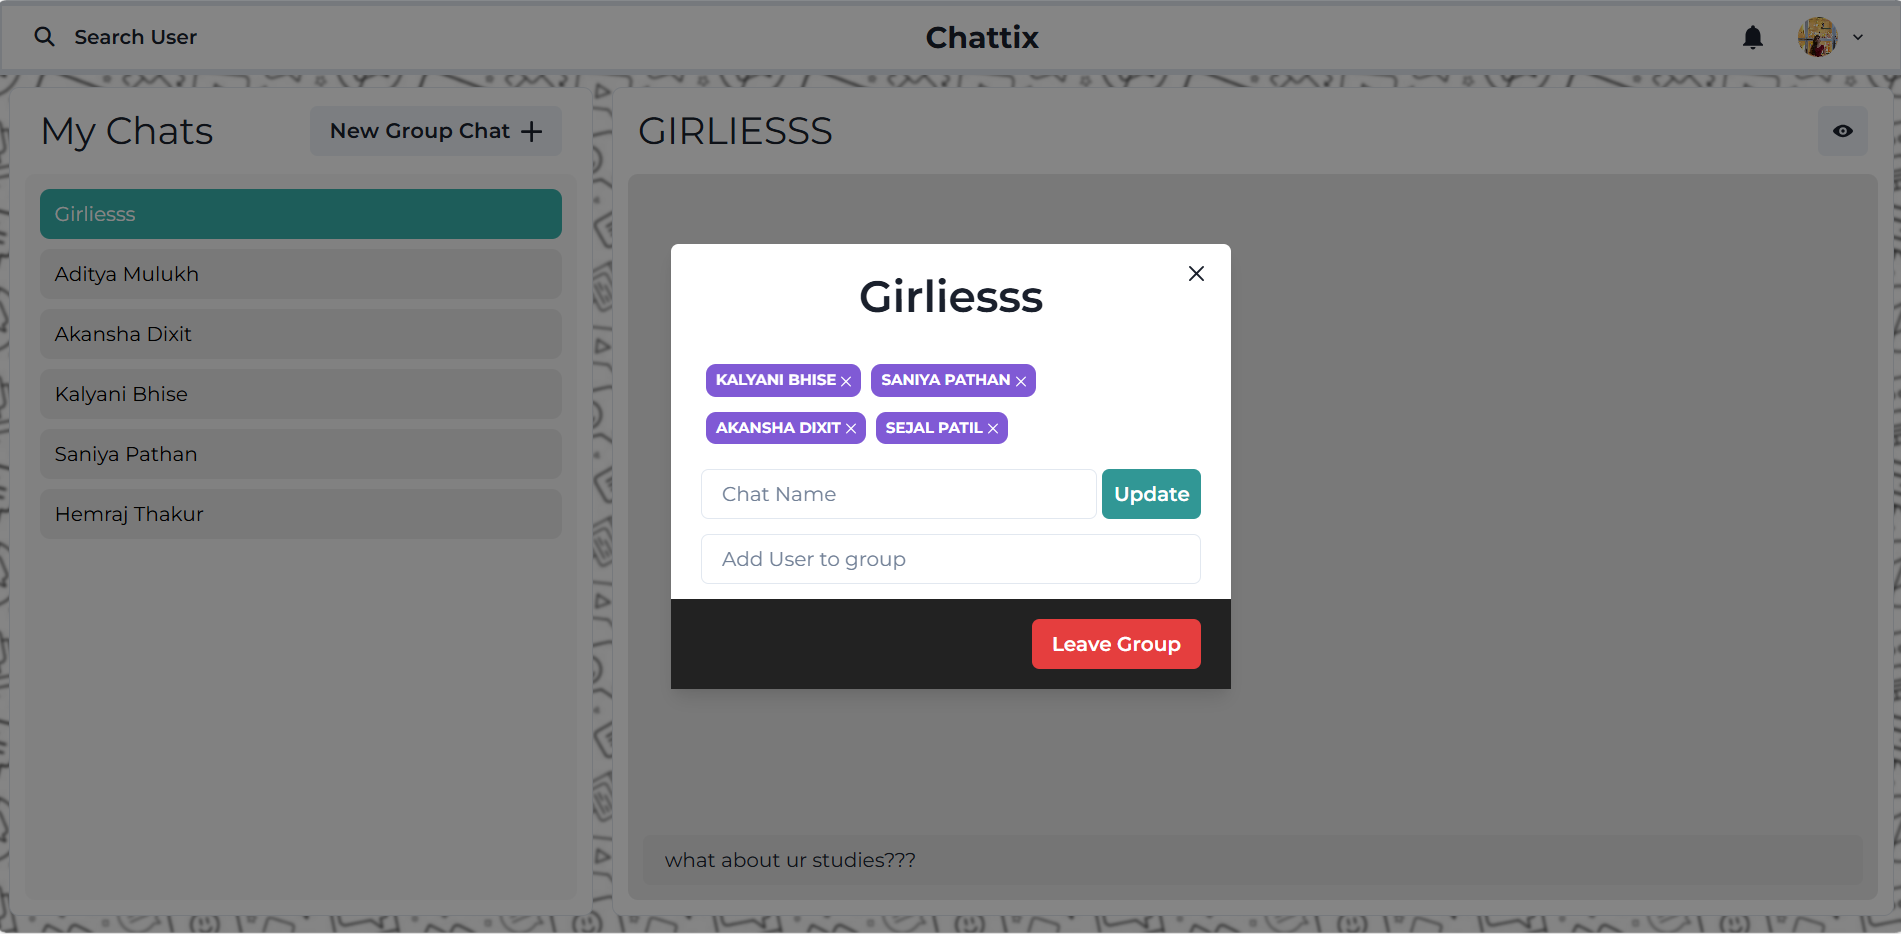 Search User
Chattix
My Chats
New Group Chat
GIRLIESSS
Girliesss
Aditya Mulukh
Akansha Dixit
Kalyani Bhise
Saniya Pathan
Hemraj Thakur
Girliesss
KALYANI BHISE
SANIYA PATHAN
AKANSHA DIXIT
SEJAL PATIL
Chat Name
Update
Add User to group
Leave Group
what about ur studies???